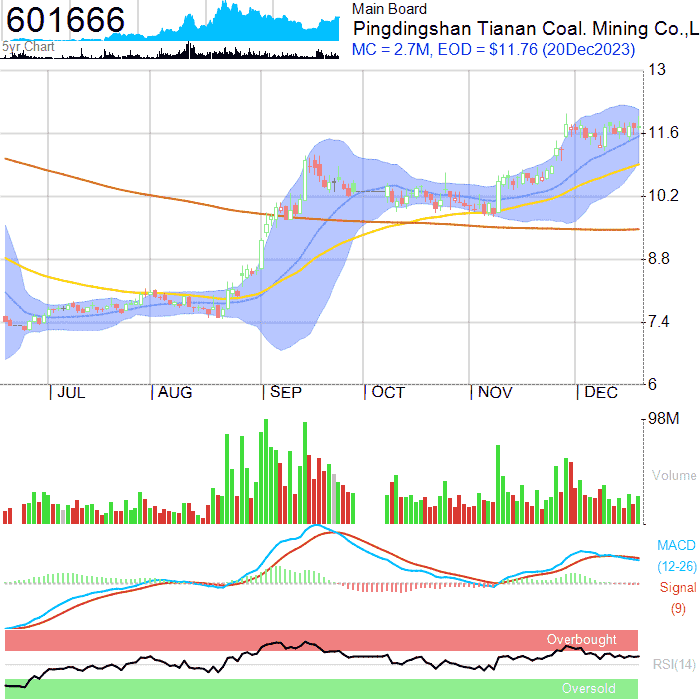 601666
5yr Chart
Main Board
Pingdingshan Tianan Coal. Mining Co.,L
MC = 2.7M, EOD = $11.76 (20Dec2023)
13
11.6
10.2
8.8
7.4
6
JUL AUG SEP OCT NOV DEC
98M
Volume
MACD
(12-26)
Signal
(9)
Overbought
RSI(14)
Oversold